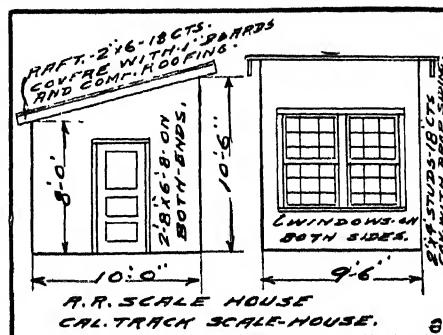 RAFT.-2"x6"-18 CTS.
COVRE WITH 1" BOARDS
AND COMP. ROOFING.
8'-0"
2'-8"x6'-8"-ON
BOTH-ENDS.
10'-6"
WINDOWS-ON
BOTH SIDES.
2"x4" STUDS-18" CTS.
10'-0"
9'-6"
R.R. SCALE HOUSE
CAL. TRACK SCALE-HOUSE.